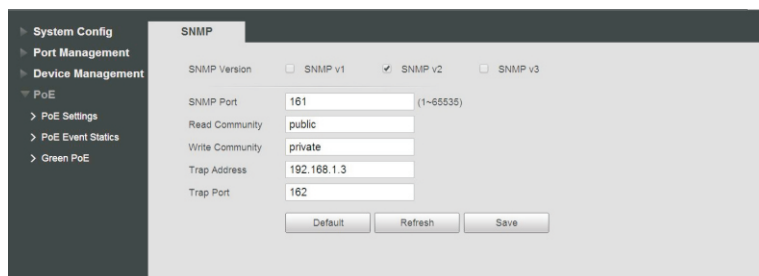 System Config
Port Management
Device Management
PoE
> PoE Settings
> PoE Event Statics
> Green PoE
SNMP
SNMP Version SNMP v1 SNMP v2 SNMP v3
SNMP Port 161 (1~65535)
Read Community public
Write Community private
Trap Address 192.168.1.3
Trap Port 162
Default Refresh Save